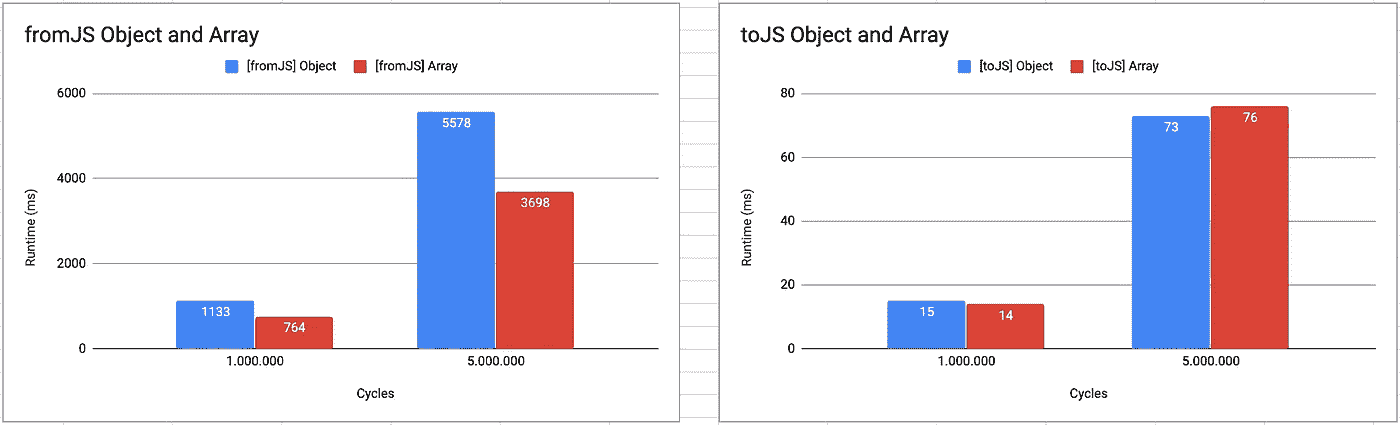 fromJS Object and Array
[fromJS] Object [fromJS] Array
6000
4000
2000
0
Runtime (ms)
1133
764
5578
3698
1.000.000 5.000.000
Cycles
toJS Object and Array
[toJS] Object [toJS] Array
80
60
40
20
0
Runtime (ms)
15
14
73
76
1.000.000 5.000.000
Cycles